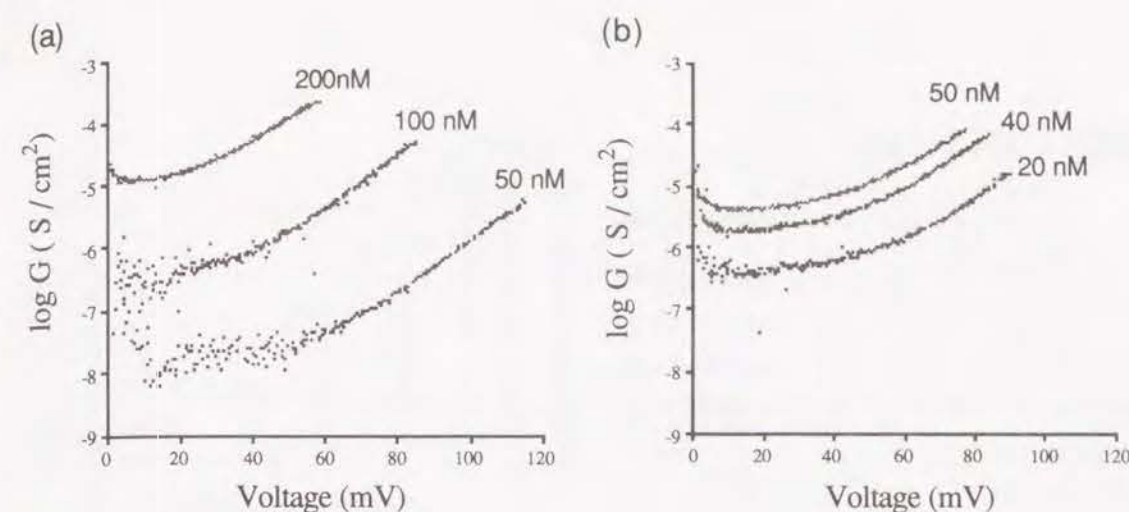 (a)
-3
-4
-5
-6
-7
-8
-9
log G ( S / cm²)
200nM
100 nM
50 nM
0 20 40 60 80 100 120
Voltage (mV)
(b)
-3
-4
-5
-6
-7
-8
-9
log G ( S / cm²)
50 nM
40 nM
20 nM
0 20 40 60 80 100 120
Voltage (mV)